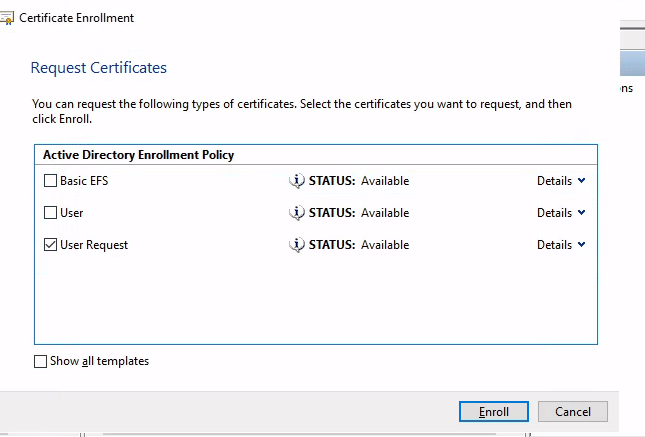 Certificate Enrollment
Request Certificates
You can request the following types of certificates. Select the certificates you want to request, and then
click Enroll.
Active Directory Enrollment Policy
Basic EFS STATUS: Available Details
User STATUS: Available Details
User Request STATUS: Available Details
Show all templates
Enroll Cancel